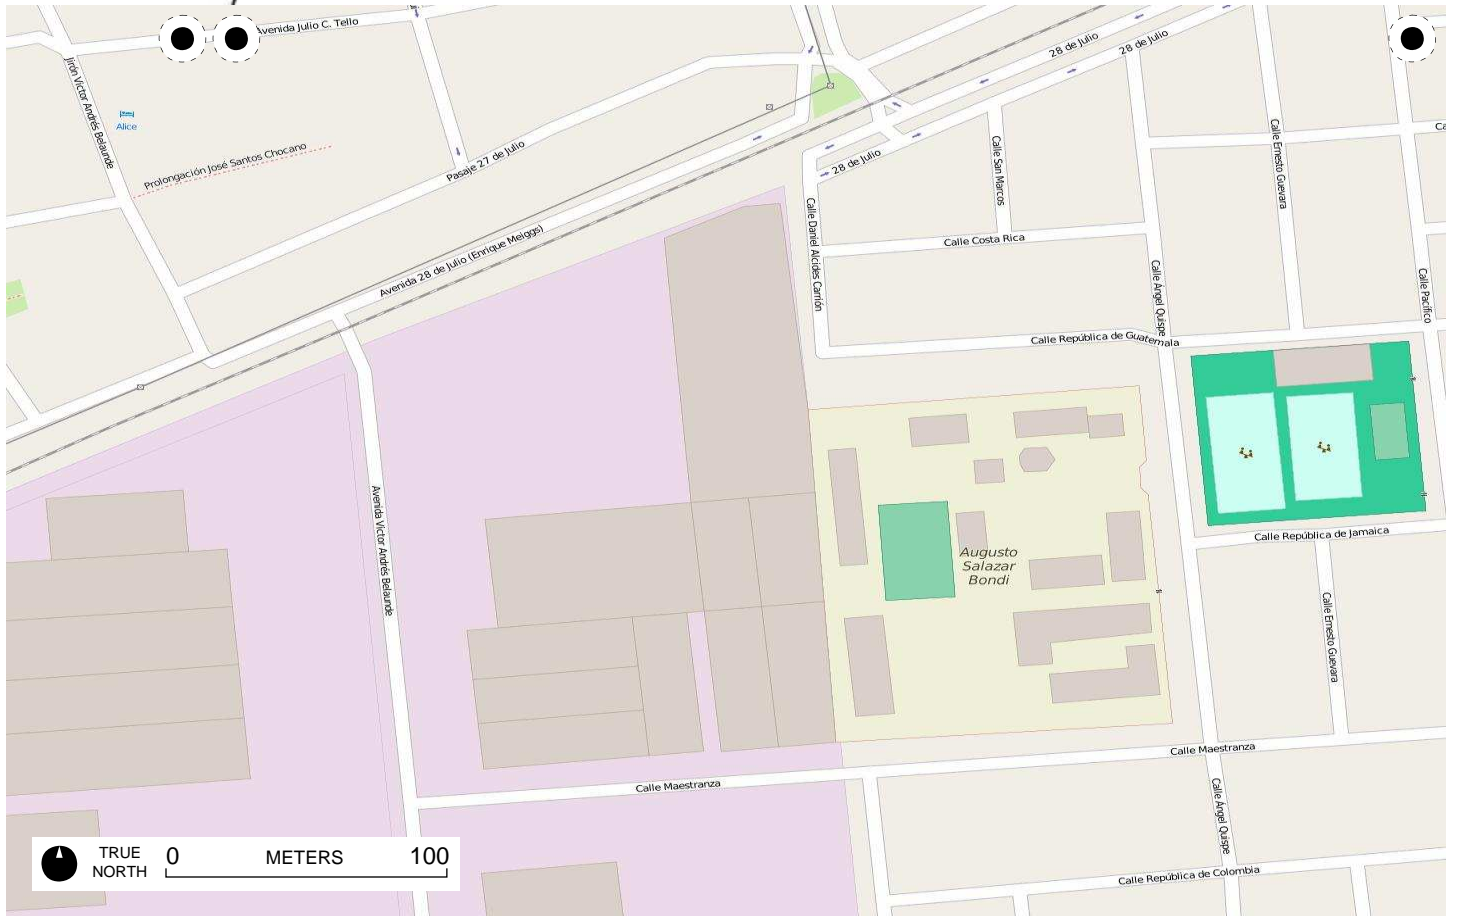 Avenida Julio C. Tello
28 de Julio
28 de Julio
Jirón Víctor Andrés Belaunde
Alice
Prolongación José Santos Chocano
Pasaje 27 de Julio
28 de Julio
Calle San Marcos
Calle Ernesto Guevara
Ca
Calle Daniel Alcides Carrión
Calle Costa Rica
Avenida 28 de Julio (Enrique Meiggs)
Calle Ángel Quispe
Calle Pacífico
Calle República de Guatemala
Avenida Víctor Andrés Belaunde
Augusto
Salazar
Bondi
Calle República de Jamaica
Calle Ernesto Guevara
Calle Maestranza
Calle Maestranza
Calle Ángel Quispe
Calle República de Colombia
TRUE
NORTH
0 METERS 100